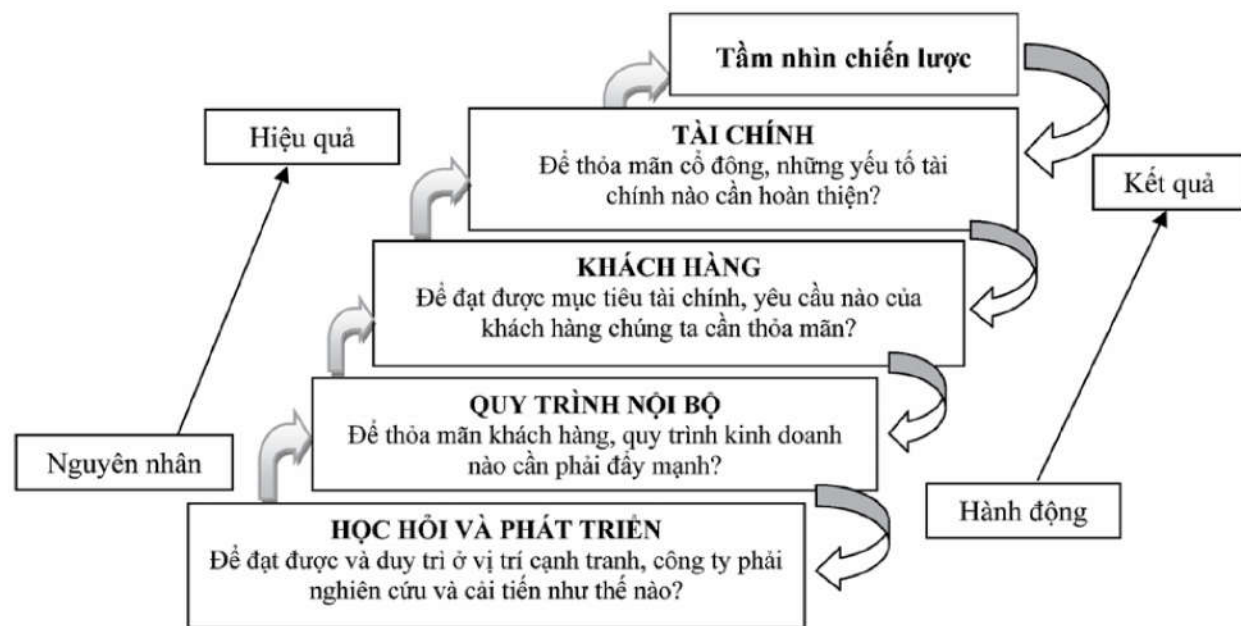 Tầm nhìn chiến lược
Hiệu quả
TÀI CHÍNH
Để thỏa mãn cổ đông, những yếu tố tài
chính nào cần hoàn thiện?
Kết quả
KHÁCH HÀNG
Để đạt được mục tiêu tài chính, yêu cầu nào của
khách hàng chúng ta cần thỏa mãn?
QUY TRÌNH NỘI BỘ
Để thỏa mãn khách hàng, quy trình kinh doanh
nào cần phải đẩy mạnh?
Nguyên nhân
Hành động
HỌC HỎI VÀ PHÁT TRIỂN
Để đạt được và duy trì ở vị trí cạnh tranh, công ty phải
nghiên cứu và cải tiến như thế nào?